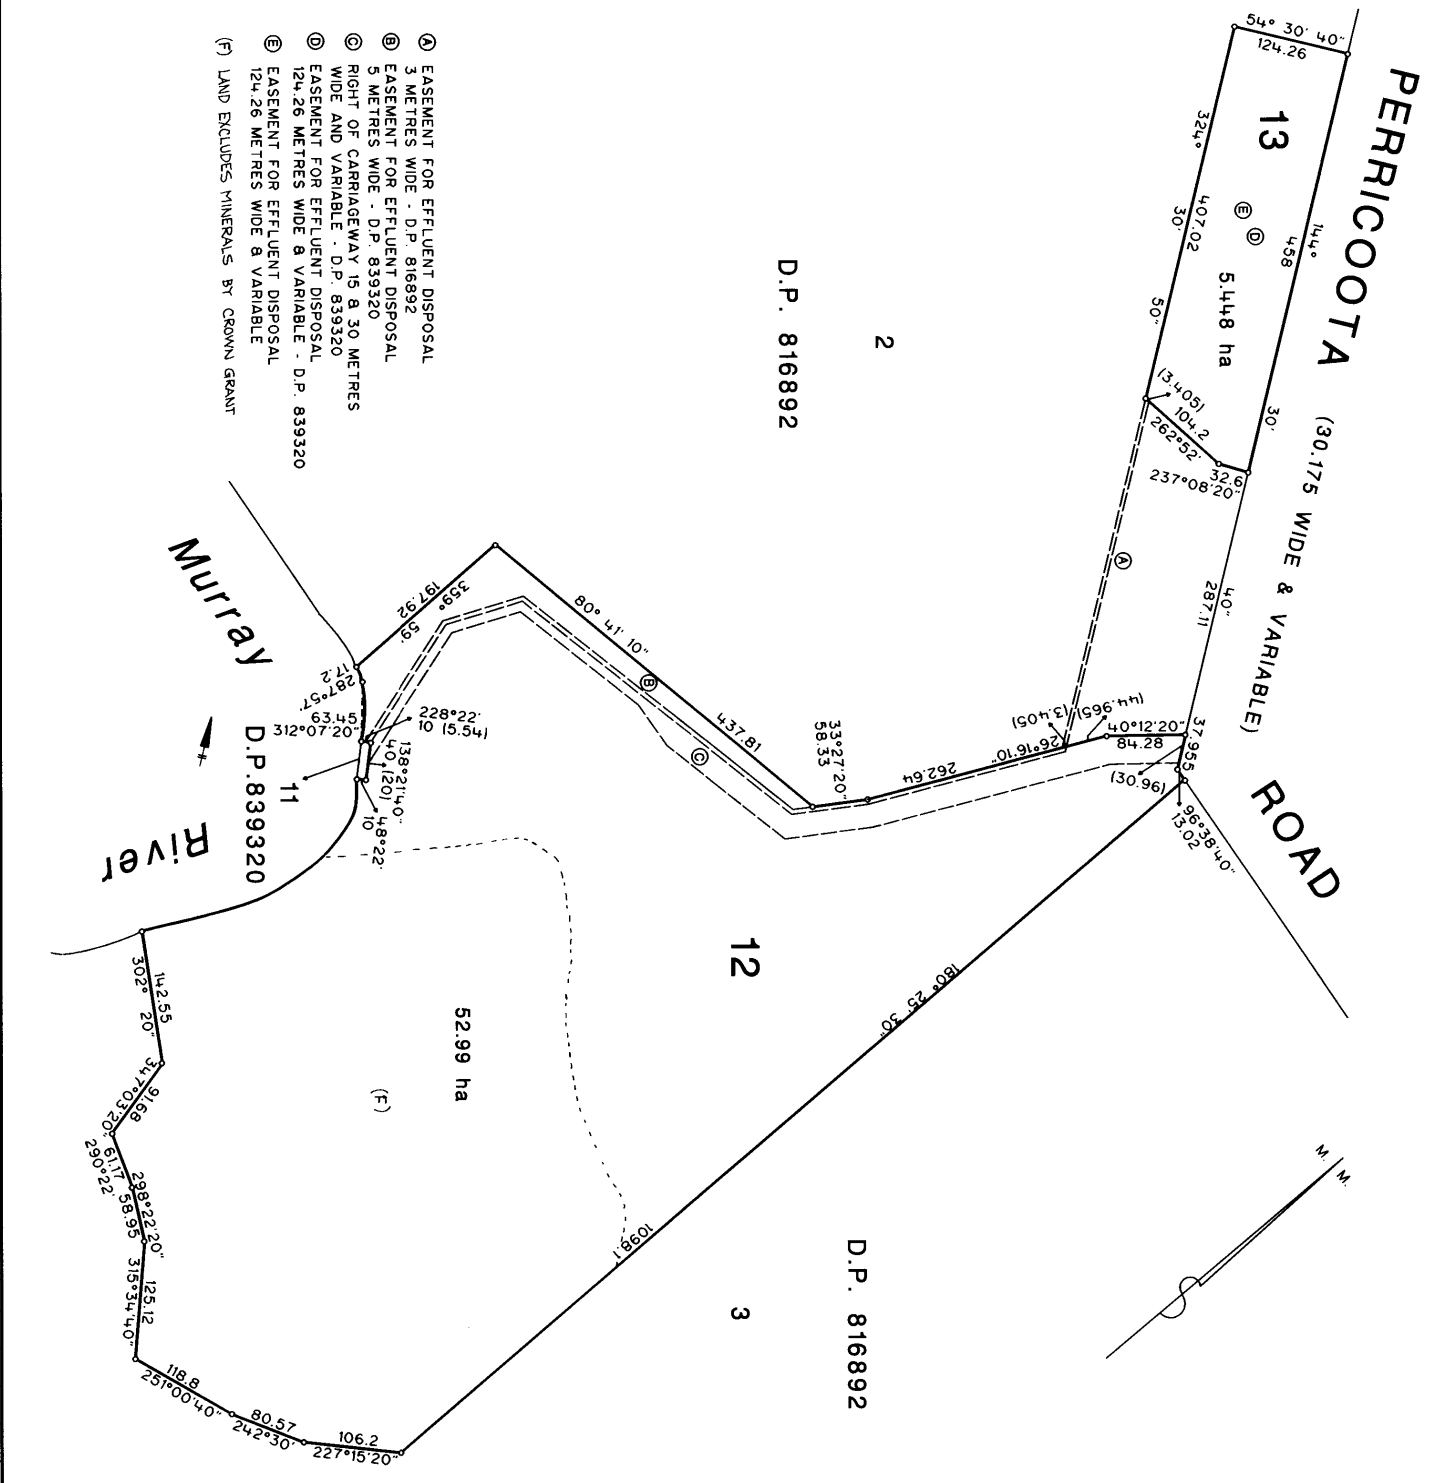 PERRICOOTA
(30.175 WIDE & VARIABLE)
ROAD
54° 30' 40"
124.26
13
144°
458
30'
40"
287.11
Ⓔ Ⓓ
5.448 ha
324°
407.02
30'
50"
(3.405)
104.2
262°52'
32.6
237°08'20"
Ⓐ
2
D.P. 816892
Ⓐ EASEMENT FOR EFFLUENT DISPOSAL
3 METRES WIDE - D.P. 816892
Ⓑ EASEMENT FOR EFFLUENT DISPOSAL
5 METRES WIDE - D.P. 839320
Ⓒ RIGHT OF CARRIAGEWAY 15 & 30 METRES
WIDE AND VARIABLE - D.P. 839320
Ⓓ EASEMENT FOR EFFLUENT DISPOSAL
124.26 METRES WIDE & VARIABLE - D.P. 839320
Ⓔ EASEMENT FOR EFFLUENT DISPOSAL
124.26 METRES WIDE & VARIABLE
(F) LAND EXCLUDES MINERALS BY CROWN GRANT
37.955
(30.96)
96°38'40"
13.02
40°12'20"
84.28
(44.965)
(3.405)
26°16'10"
262.64
33°27'20"
58.33
80° 41' 10"
437.81
Ⓑ
Ⓒ
359°
59'
197.92
17.2
287°57'
63.45
312°07'20"
228°22'
10 (5.54)
138°21'40"
40 (20)
48°22'
10
11
D.P.839320
Murray
River
12
180° 25' 30"
1098.1
52.99 ha
(F)
142.55
302° 20"
91.68
347°03'20"
61.17
290°22'
298°22'20"
58.95
125.12
315°34'40"
118.8
251°00'40"
80.57
242°30'
106.2
227°15'20"
3
D.P. 816892
M. M.